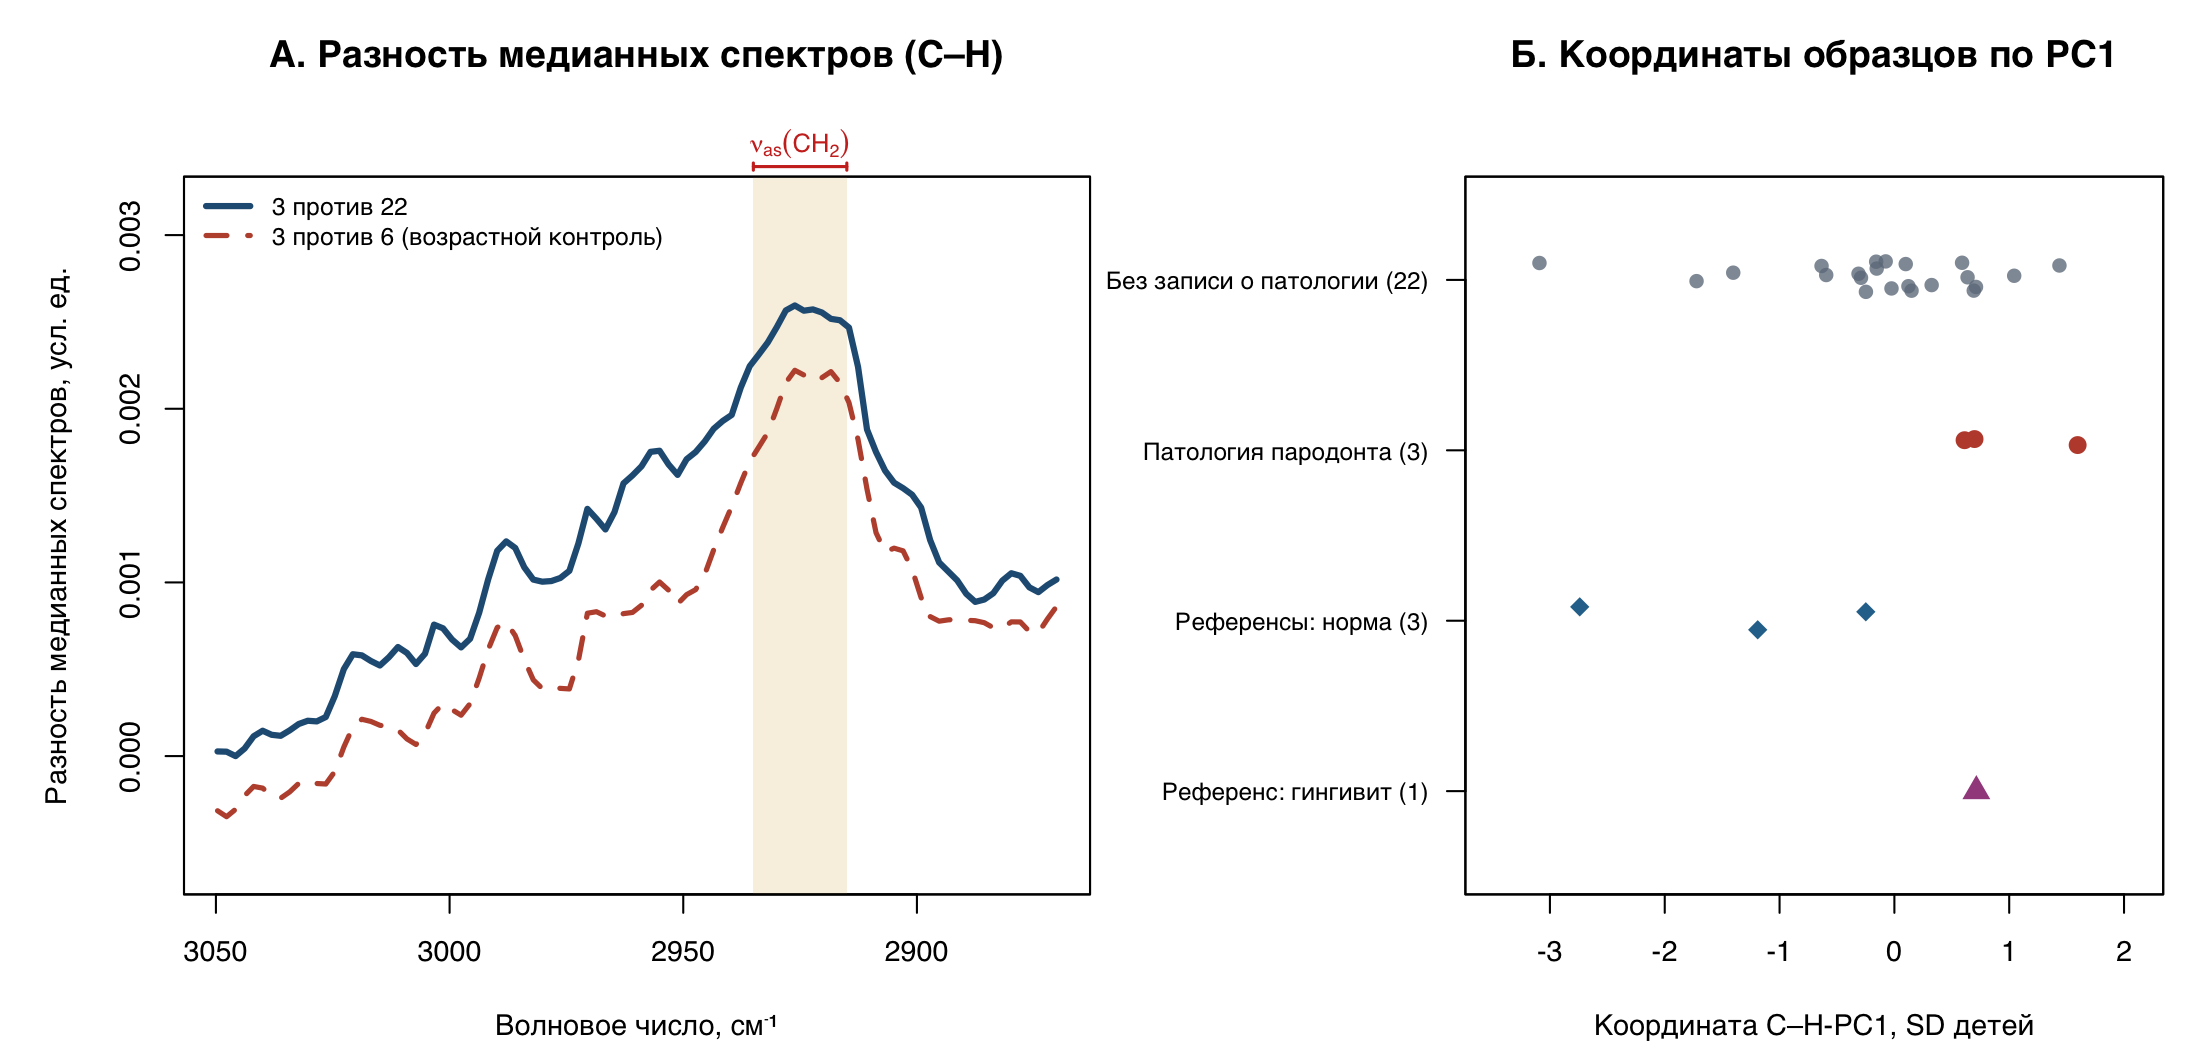 А. Разность медианных спектров (C–H)
νas(CH2)
3 против 22
3 против 6 (возрастной контроль)
Разность медианных спектров, усл. ед.
0.003
0.002
0.001
0.000
3050 3000 2950 2900
Волновое число, см-1
Б. Координаты образцов по PC1
Без записи о патологии (22)
Патология пародонта (3)
Референсы: норма (3)
Референс: гингивит (1)
-3 -2 -1 0 1 2
Координата C–H-PC1, SD детей